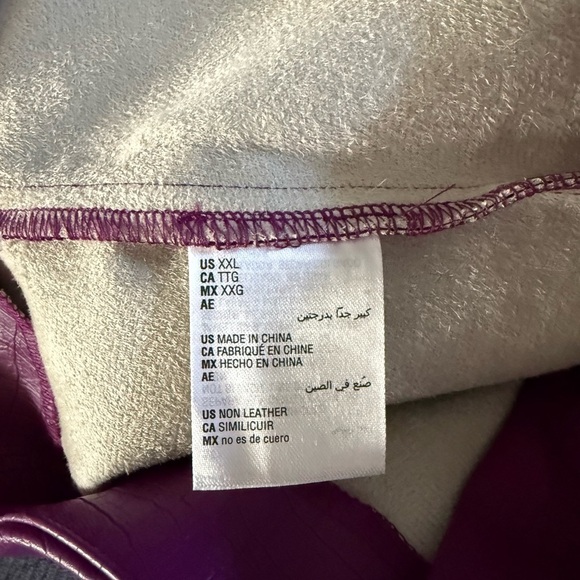 US XXL
CA TTG
MX XXG
AE
كبير جدًا بدرجتين
US MADE IN CHINA
CA FABRIQUÉ EN CHINE
MX HECHO EN CHINA
AE
صُنع في الصين
US NON LEATHER
CA SIMILICUIR
MX no es de cuero